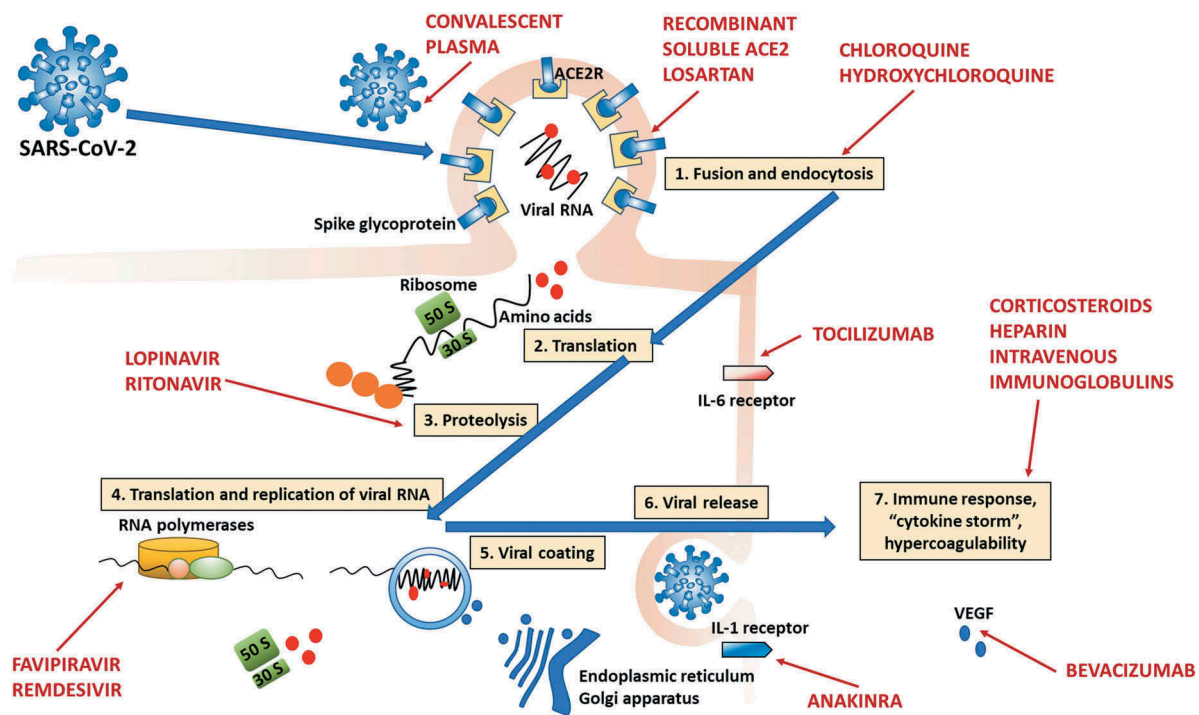 SARS-CoV-2
CONVALESCENT
PLASMA
ACE2R
RECOMBINANT
SOLUBLE ACE2
LOSARTAN
CHLOROQUINE
HYDROXYCHLOROQUINE
1. Fusion and endocytosis
Viral RNA
Spike glycoprotein
Ribosome
50 S
30 S
Amino acids
2. Translation
TOCILIZUMAB
IL-6 receptor
CORTICOSTEROIDS
HEPARIN
INTRAVENOUS
IMMUNOGLOBULINS
LOPINAVIR
RITONAVIR
3. Proteolysis
4. Translation and replication of viral RNA
RNA polymerases
6. Viral release
5. Viral coating
7. Immune response,
“cytokine storm”,
hypercoagulability
FAVIPIRAVIR
REMDESIVIR
50 S
30 S
Endoplasmic reticulum
Golgi apparatus
IL-1 receptor
ANAKINRA
VEGF
BEVACIZUMAB